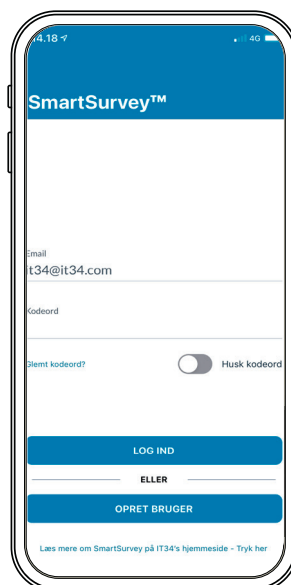 14.18 4G
SmartSurvey™
Email
it34@it34.com
Kodeord
Glemt kodeord? Husk kodeord
LOG IND
ELLER
OPRET BRUGER
Læs mere om SmartSurvey på IT34's hjemmeside - Tryk her